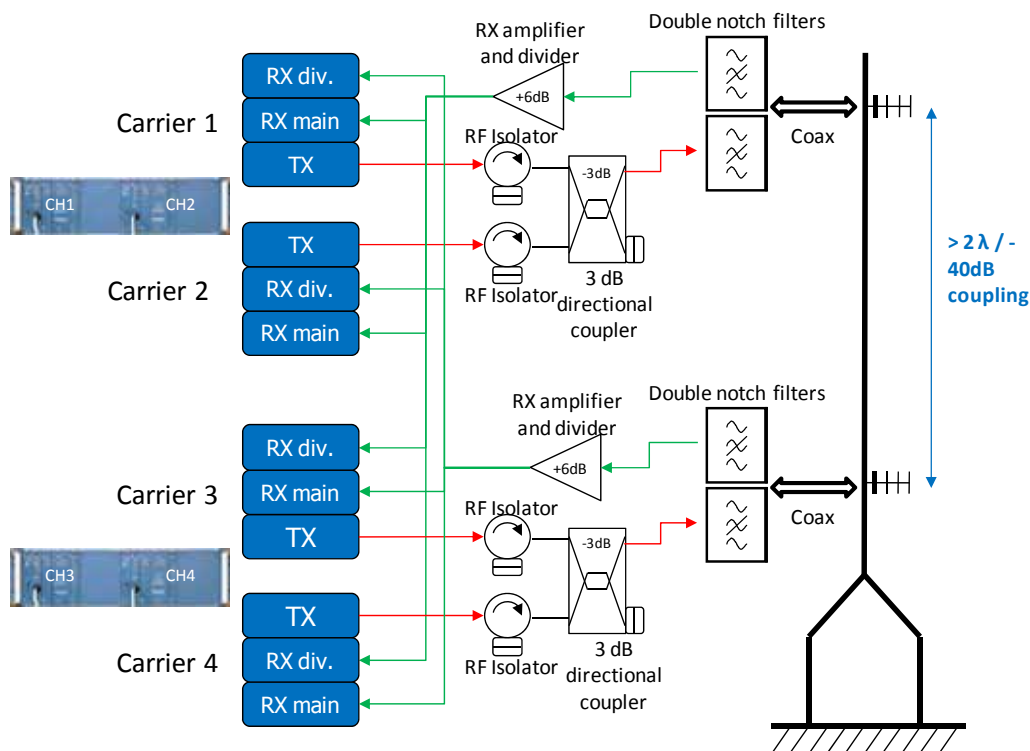 Double notch filters
RX amplifier
and divider
+6dB
RX div.
RX main
TX
Carrier 1
RF Isolator
-3dB
Coax
CH1
CH2
TX
RX div.
RX main
Carrier 2
RF Isolator
3 dB
directional
coupler
> 2 λ / -
40dB
coupling
Double notch filters
RX amplifier
and divider
+6dB
RX div.
RX main
TX
Carrier 3
RF Isolator
-3dB
Coax
CH3
CH4
TX
RX div.
RX main
Carrier 4
RF Isolator
3 dB
directional
coupler